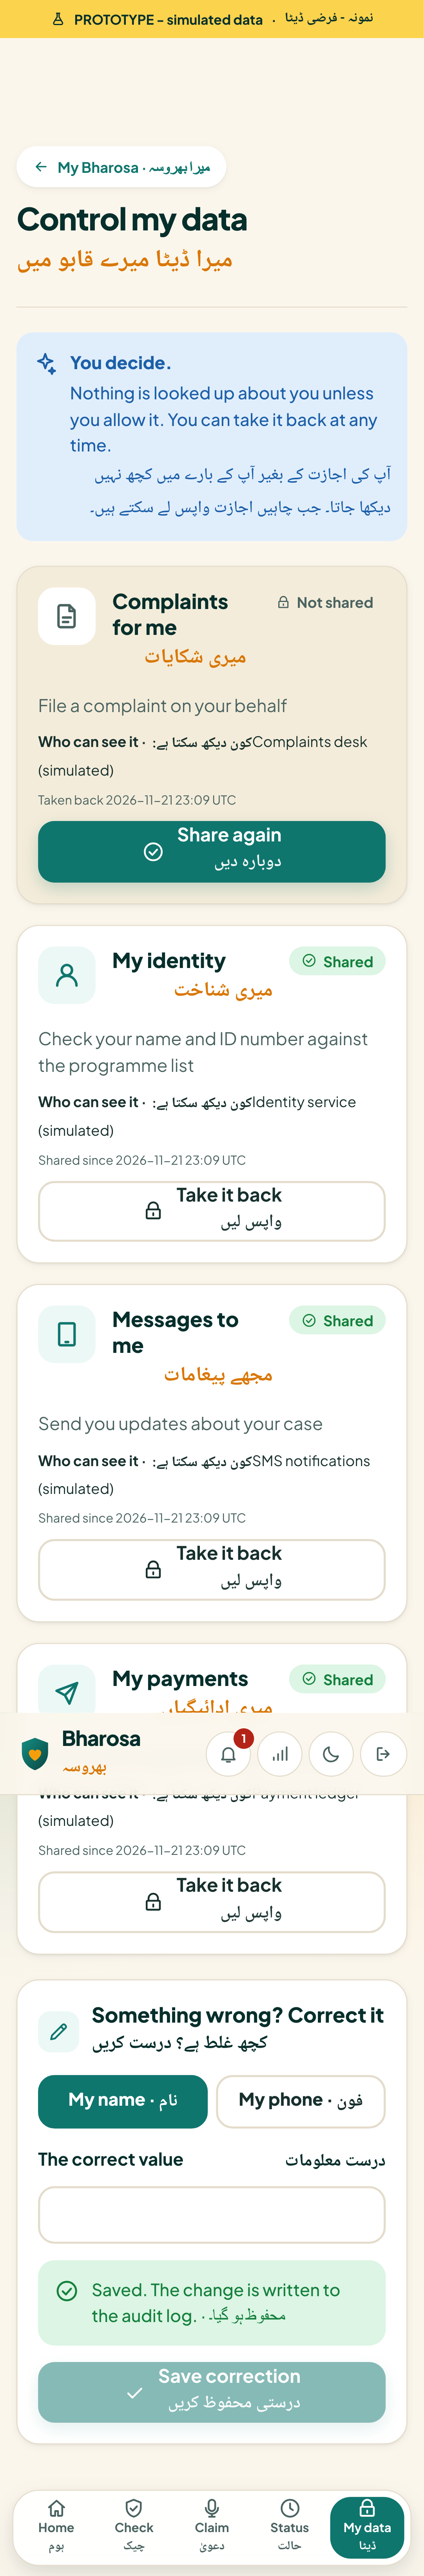 PROTOTYPE – simulated data · نمونہ - فرضی ڈیٹا
My Bharosa · میرا بھروسہ
Control my data
میرا ڈیٹا میرے قابو میں
You decide.
Nothing is looked up about you unless
you allow it. You can take it back at any
time.
آپ کی اجازت کے بغیر آپ کے بارے میں کچھ نہیں
دیکھا جاتا۔ جب چاہیں اجازت واپس لے سکتے ہیں۔
Complaints
for me
Not shared
میری شکایات
File a complaint on your behalf
Who can see it · کون دیکھ سکتا ہے: Complaints desk
(simulated)
Taken back 2026-11-21 23:09 UTC
Share again
دوبارہ دیں
My identity
Shared
میری شناخت
Check your name and ID number against
the programme list
Who can see it · کون دیکھ سکتا ہے: Identity service
(simulated)
Shared since 2026-11-21 23:09 UTC
Take it back
واپس لیں
Messages to
me
Shared
مجھے پیغامات
Send you updates about your case
Who can see it · کون دیکھ سکتا ہے: SMS notifications
(simulated)
Shared since 2026-11-21 23:09 UTC
Take it back
واپس لیں
My payments
Shared
میری ادائیگیاں
Bharosa
بھروسہ
1
(simulated)
Shared since 2026-11-21 23:09 UTC
Take it back
واپس لیں
Something wrong? Correct it
کچھ غلط ہے؟ درست کریں
My name · نام
My phone · فون
The correct value
درست معلومات
Saved. The change is written to
the audit log. · محفوظ ہو گیا۔
Save correction
درستی محفوظ کریں
Home
ہوم
Check
چیک
Claim
دعویٰ
Status
حالت
My data
ڈیٹا